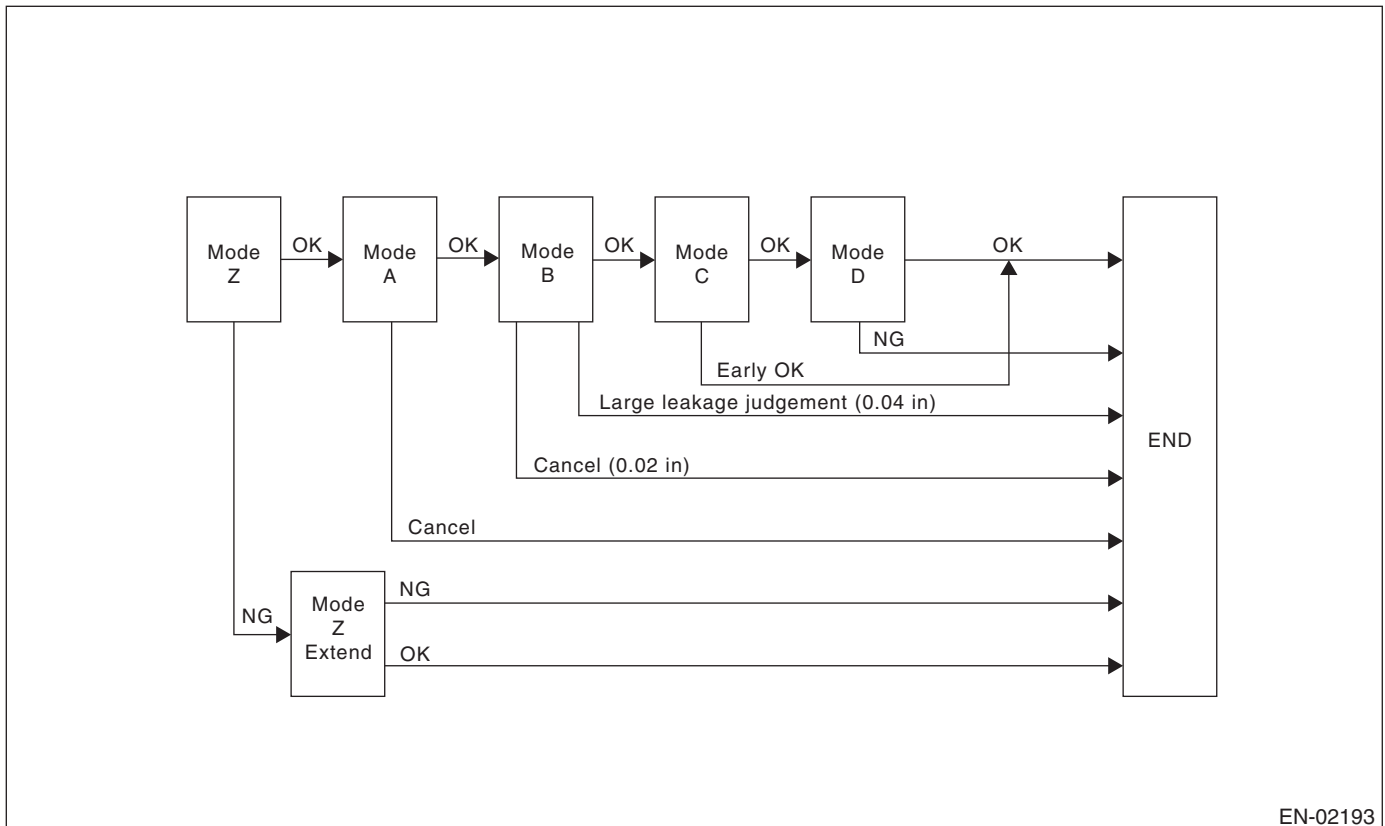 Mode
Z
OK
Mode
A
OK
Mode
B
OK
Mode
C
OK
Mode
D
OK
NG
Early OK
Large leakage judgement (0.04 in)
END
Cancel (0.02 in)
Cancel
NG
Mode
Z
Extend
NG
OK
EN-02193